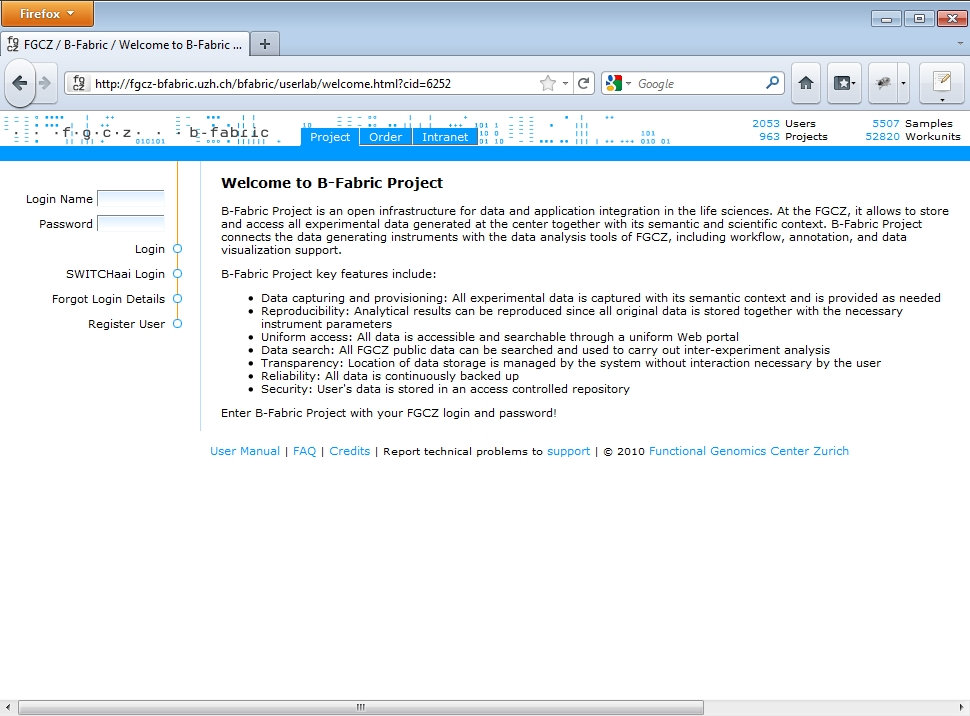 Firefox
FGCZ / B-Fabric / Welcome to B-Fabric ...
http://fgcz-bfabric.uzh.ch/bfabric/userlab/welcome.html?cid=6252
Google
f·g·c·z· · ·b-fabric
Project Order Intranet
2053 Users 5507 Samples
963 Projects 52820 Workunits
Login Name
Password
Login
SWITCHaai Login
Forgot Login Details
Register User
Welcome to B-Fabric Project
B-Fabric Project is an open infrastructure for data and application integration in the life sciences. At the FGCZ, it allows to store
and access all experimental data generated at the center together with its semantic and scientific context. B-Fabric Project
connects the data generating instruments with the data analysis tools of FGCZ, including workflow, annotation, and data
visualization support.
B-Fabric Project key features include:
• Data capturing and provisioning: All experimental data is captured with its semantic context and is provided as needed
• Reproducibility: Analytical results can be reproduced since all original data is stored together with the necessary
instrument parameters
• Uniform access: All data is accessible and searchable through a uniform Web portal
• Data search: All FGCZ public data can be searched and used to carry out inter-experiment analysis
• Transparency: Location of data storage is managed by the system without interaction necessary by the user
• Reliability: All data is continuously backed up
• Security: User's data is stored in an access controlled repository
Enter B-Fabric Project with your FGCZ login and password!
User Manual | FAQ | Credits | Report technical problems to support | © 2010 Functional Genomics Center Zurich